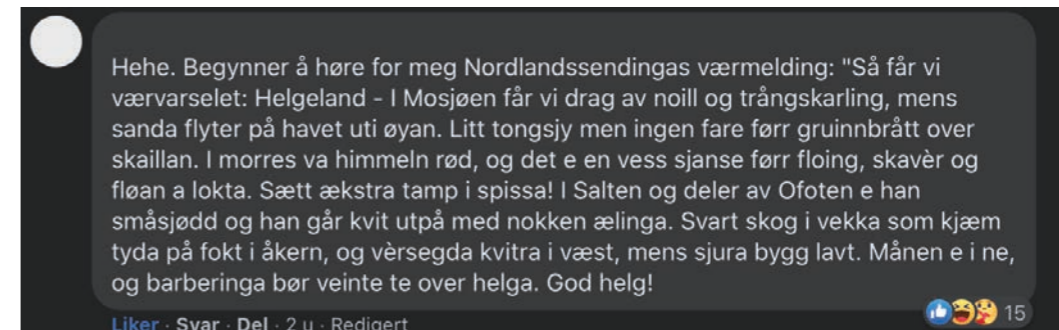 Hehe. Begynner å høre for meg Nordlandssendingas værmelding: "Så får vi
værvarselet: Helgeland - I Mosjøen får vi drag av noill og trångskarling, mens
sanda flyter på havet uti øyan. Litt tongsjy men ingen fareførr gruinnbrått over
skaillan. I morres va himmeln rød, og det e en vess sjanse førr floing, skavèr og
fløan a lokta. Sætt ækstra tamp i spissa! I Salten og deler av Ofoten e han
småsjødd og han går kvit utpå med nokken ælinga. Svart skog i vekka som kjæm
tyda på fokt i åkern, og vèrsegda kvitra i væst, mens sjura bygg lavt. Månen e i ne,
og barberinga bør veinte te over helga. God helg!
Liker · Svar · Del · 2 u · Redigert
15